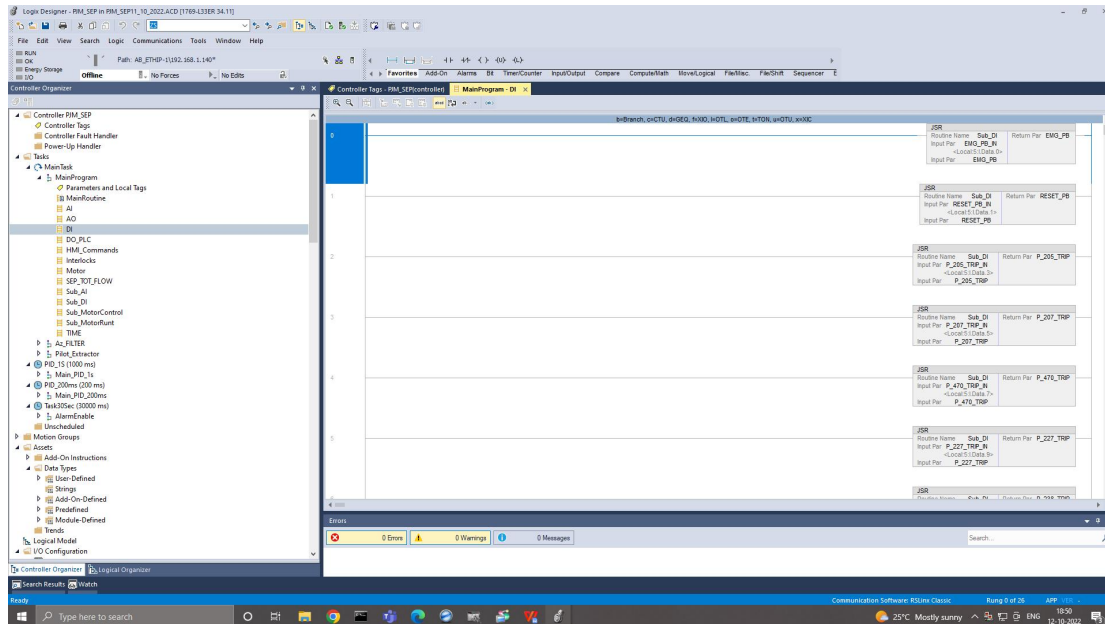 Logix Designer - PJM_SEP in PJM_SEP11_10_2022.ACD [1769-L33ER 34.11]
File Edit View Search Logic Communications Tools Window Help
RUN
OK
Energy Storage
I/O
Path: AB_ETHIP-1\192.168.1.140*
Offline
No Forces
No Edits
Favorites Add-On Alarms Bit Timer/Counter Input/Output Compare Compute/Math Move/Logical File/Misc. File/Shift Sequencer E
Controller Organizer
Controller Tags - PJM_SEP(controller)
MainProgram - DI
Controller PJM_SEP
Controller Tags
Controller Fault Handler
Power-Up Handler
Tasks
MainTask
MainProgram
Parameters and Local Tags
MainRoutine
AI
AO
DI
DO_PLC
HMI_Commands
Interlocks
Motor
SEP_TOT_FLOW
Sub_AI
Sub_DI
Sub_MotorControl
Sub_MotorRunt
TIME
Az_FILTER
Pilot_Extractor
PID_1S (1000 ms)
Main_PID_1s
PID_200ms (200 ms)
Main_PID_200ms
Task30Sec (30000 ms)
AlarmEnable
Unscheduled
Motion Groups
Assets
Add-On Instructions
Data Types
User-Defined
Strings
Add-On-Defined
Predefined
Module-Defined
Trends
Logical Model
I/O Configuration
Controller Organizer
Logical Organizer
b=Branch, c=CTU, d=GEQ, f=XIO, l=OTL, o=OTE, t=TON, u=OTU, x=XIC
0
JSR
Routine Name Sub_DI Return Par EMG_PB
Input Par EMG_PB_IN
<Local:5:I.Data.0>
Input Par EMG_PB
1
JSR
Routine Name Sub_DI Return Par RESET_PB
Input Par RESET_PB_IN
<Local:5:I.Data.1>
Input Par RESET_PB
2
JSR
Routine Name Sub_DI Return Par P_205_TRIP
Input Par P_205_TRIP_IN
<Local:5:I.Data.3>
Input Par P_205_TRIP
3
JSR
Routine Name Sub_DI Return Par P_207_TRIP
Input Par P_207_TRIP_IN
<Local:5:I.Data.5>
Input Par P_207_TRIP
4
JSR
Routine Name Sub_DI Return Par P_470_TRIP
Input Par P_470_TRIP_IN
<Local:5:I.Data.7>
Input Par P_470_TRIP
5
JSR
Routine Name Sub_DI Return Par P_227_TRIP
Input Par P_227_TRIP_IN
<Local:5:I.Data.9>
Input Par P_227_TRIP
JSR
Errors
0 Errors
0 Warnings
0 Messages
Search...
Search Results
Watch
Ready
Communication Software: RSLinx Classic
Rung 0 of 26
APP VER
Type here to search
25°C Mostly sunny
ENG
18:50
12-10-2022